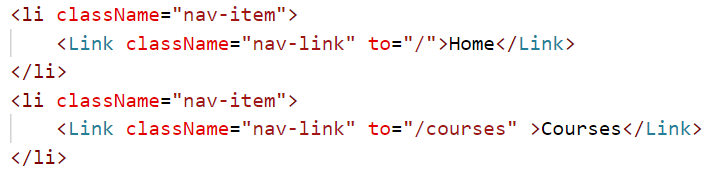 <li className="nav-item">
    <Link className="nav-link" to="/">Home</Link>
</li>
<li className="nav-item">
    <Link className="nav-link" to="/courses" >Courses</Link>
</li>